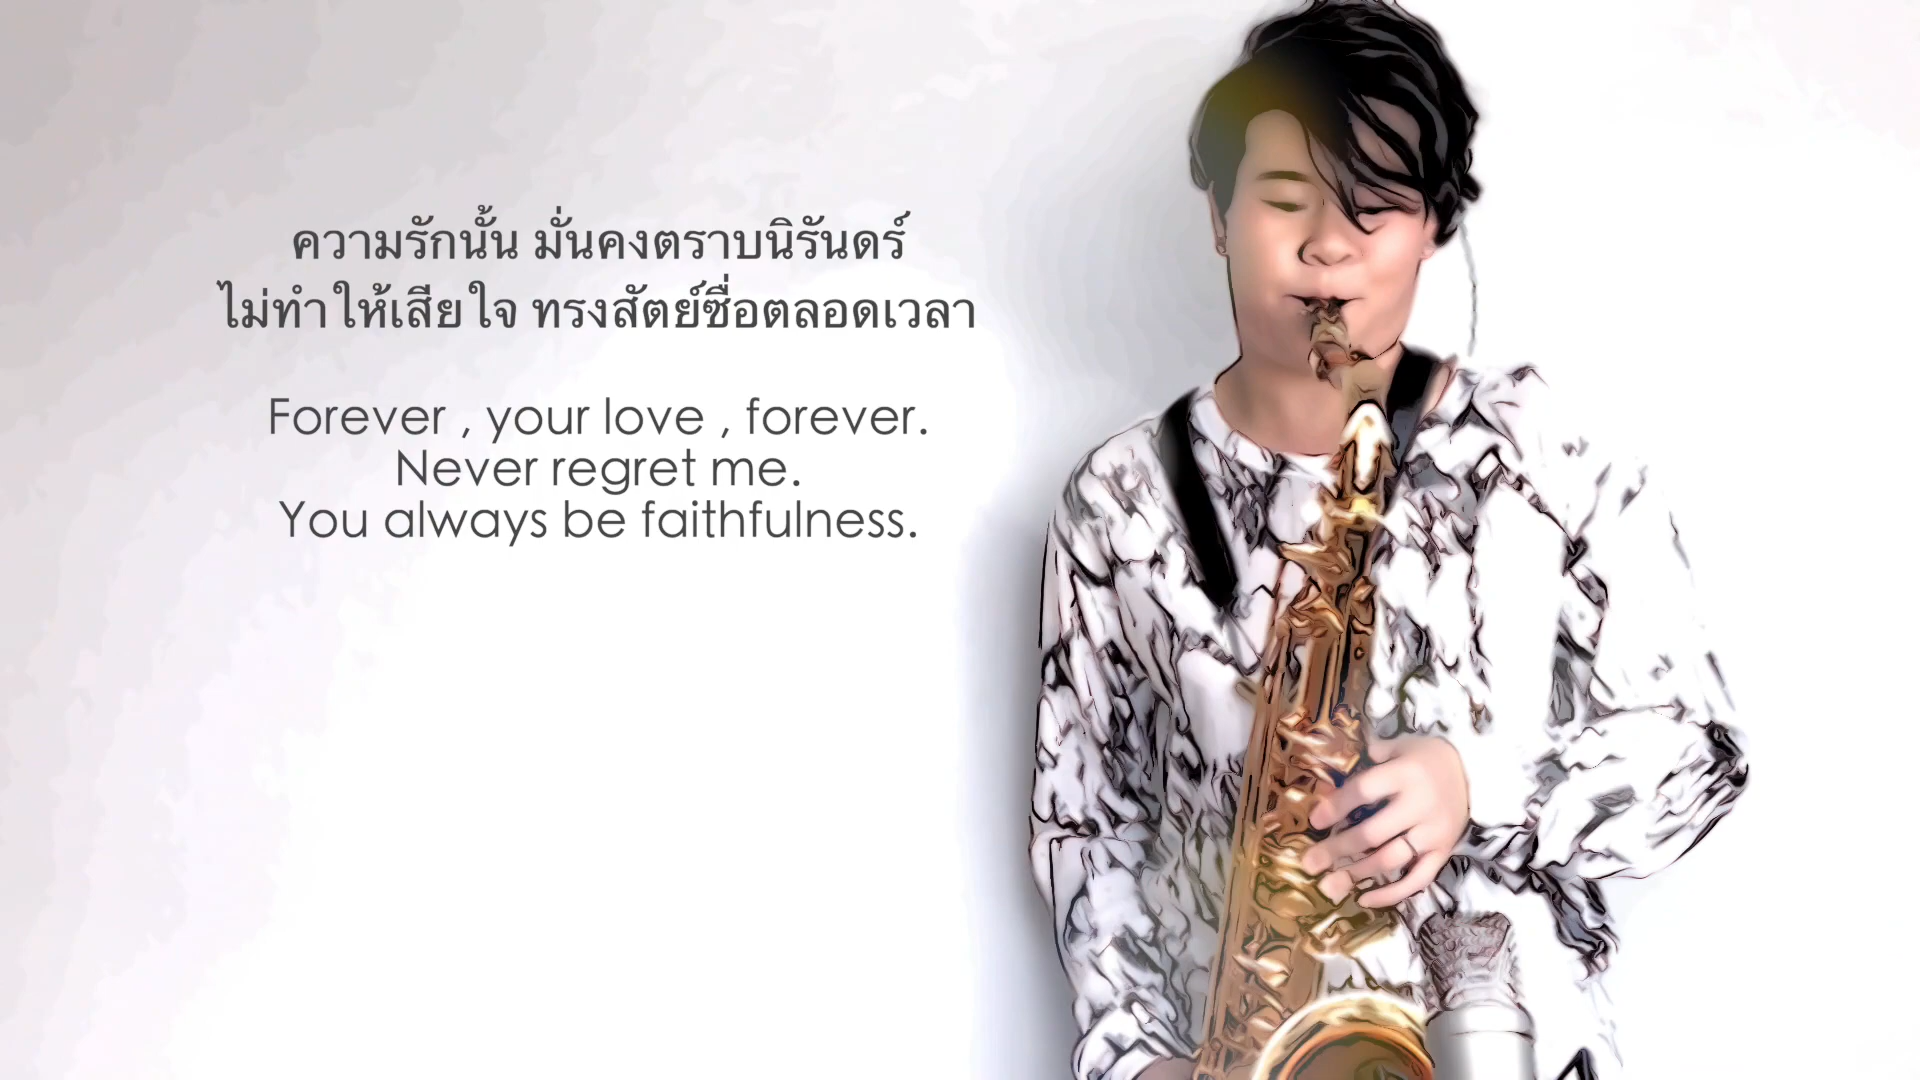 ความรักนั้น มั่นคงตราบนิรันดร์
ไม่ทำให้เสียใจ ทรงสัตย์ซื่อตลอดเวลา
Forever , your love , forever.
Never regret me.
You always be faithfulness.